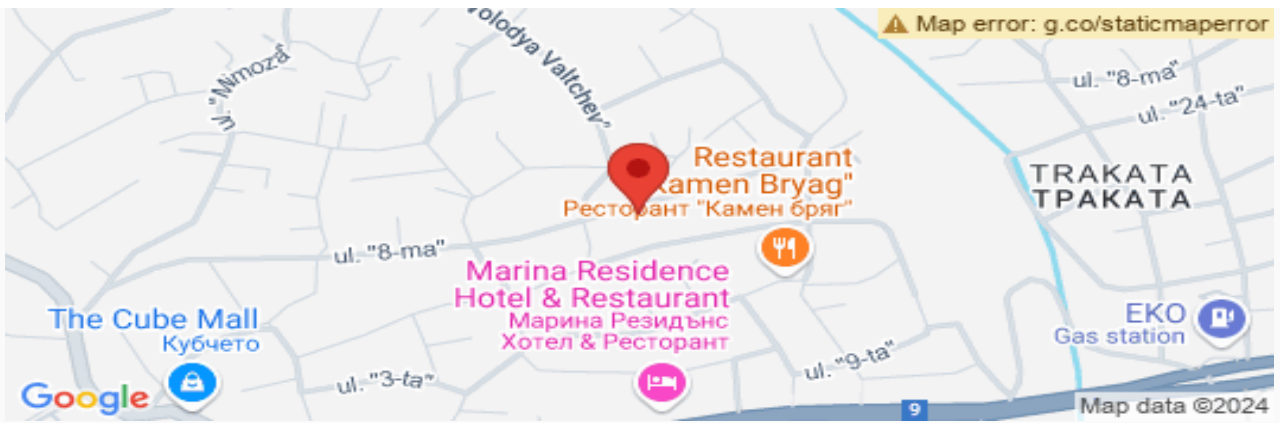 Map error: g.co/staticmaperror
Volodya Valtchev"
ul. "Nmoza"
ul. "8-ma"
ul. "24-ta"
Restaurant
"Kamen Bryag"
Ресторант "Камен бряг"
TRAKATA
ТРАКАТА
ul. "8-ma"
Marina Residence
Hotel & Restaurant
Марина Резидънс
Хотел & Ресторант
The Cube Mall
Кубчето
EKO
Gas station
ul. "9-ta"
ul. "3-ta"
Google
9
Map data ©2024